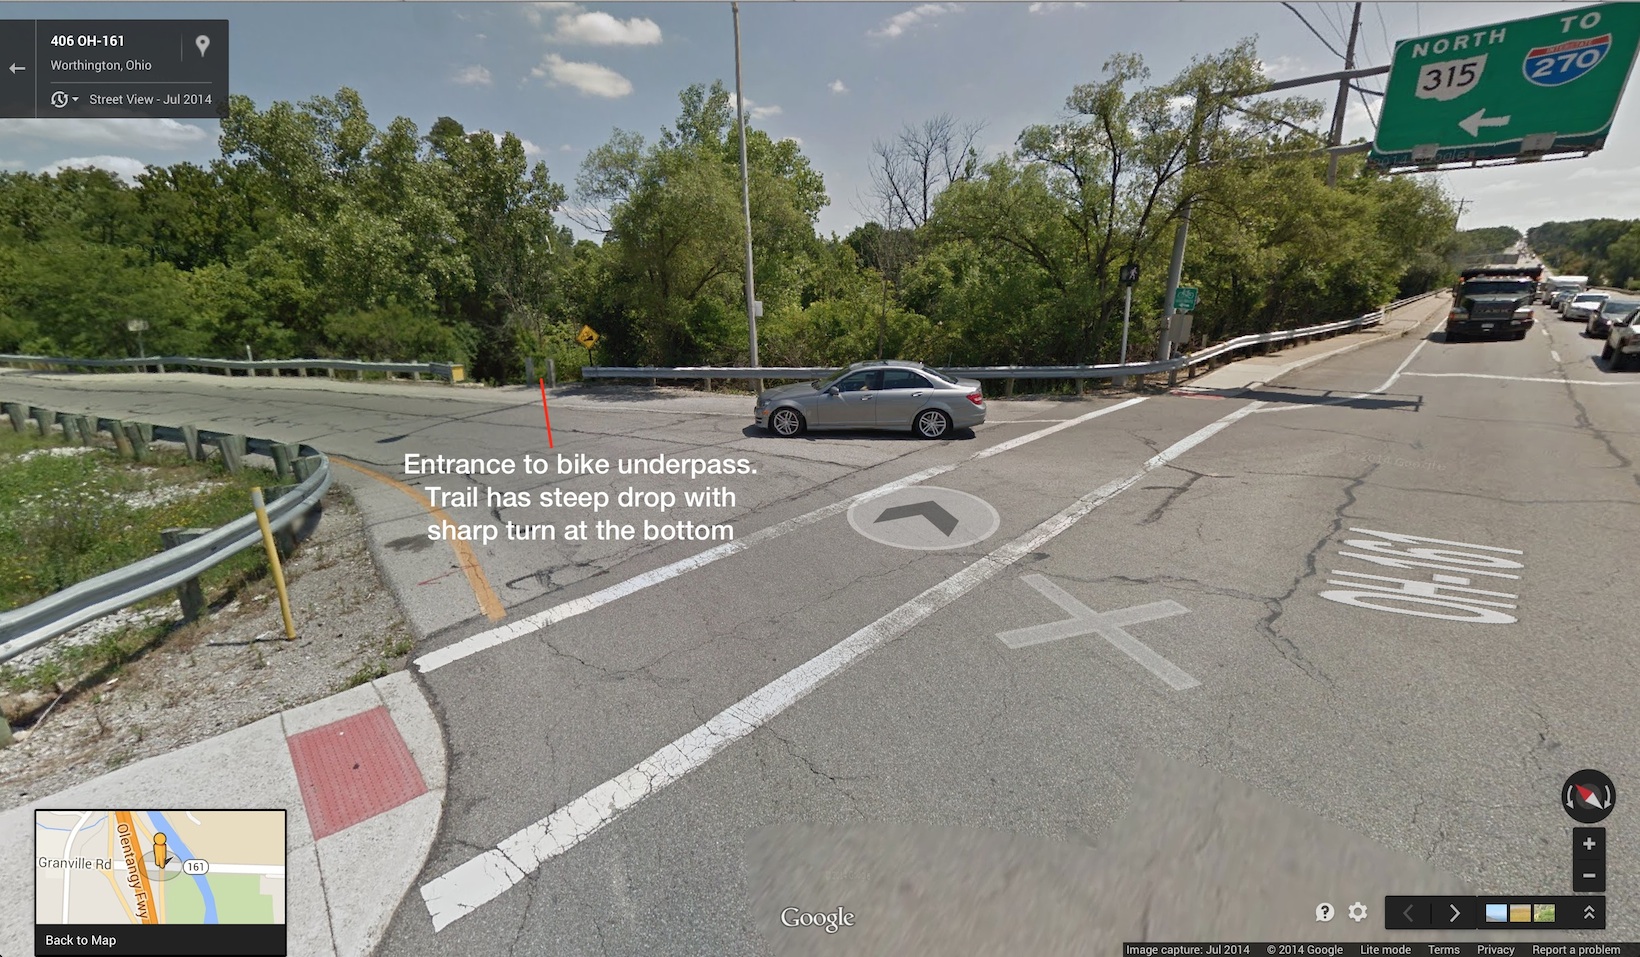 406 OH-161
Worthington, Ohio
Street View - Jul 2014
NORTH
TO
315
INTERSTATE
270
Entrance to bike underpass.
Trail has steep drop with
sharp turn at the bottom
OH-161
Olentangy Fwy
Granville Rd
161
Back to Map
Google
Image capture: Jul 2014 © 2014 Google Lite mode Terms Privacy Report a problem